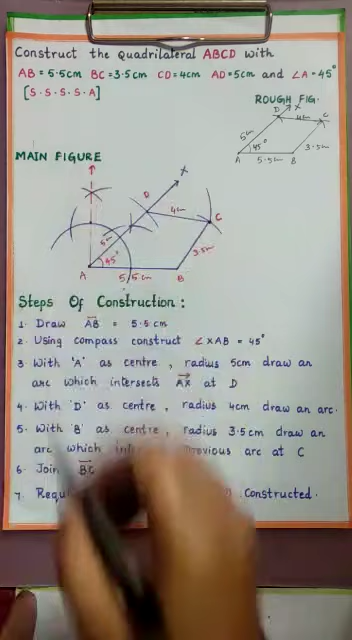 Construct the Quadrilateral ABCD with
AB = 5.5cm BC = 3.5cm CD = 4cm AD = 5cm and ∠A = 45°
[S.S.S.S.A]
ROUGH FIG.
D X
4cm C
5cm
45° 3.5cm
A 5.5cm B
MAIN FIGURE
X
D
4cm
C
5cm
3.5cm
45°
A 5.5cm B
Steps Of Construction :
1. Draw AB = 5.5cm
2. Using compass construct ∠XAB = 45°
3. With 'A' as centre , radius 5cm draw an
arc which intersects AX at D
4. With 'D' as centre , radius 4cm draw an arc.
5. With 'B' as centre , radius 3.5cm draw an
arc which previous arc at C
6. Join BC
7. Constructed.